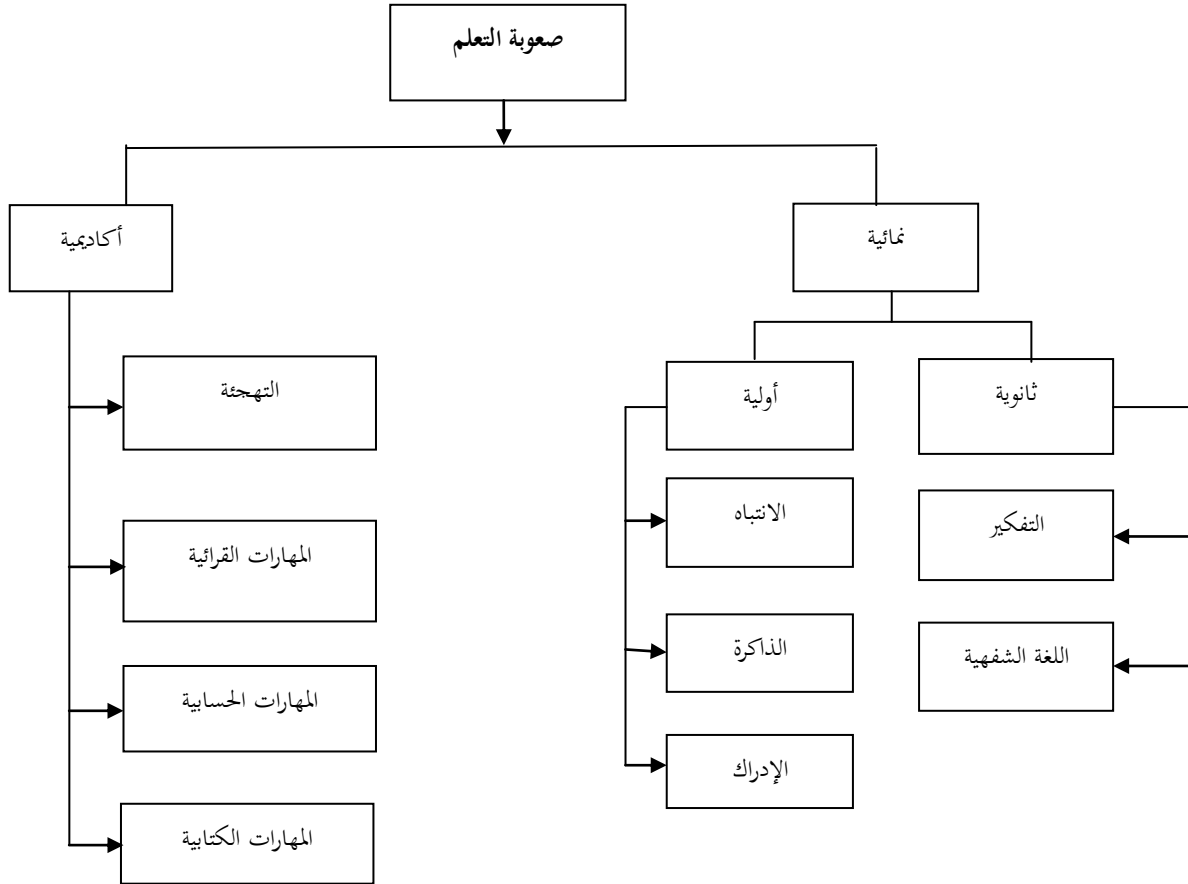 صعوبة التعلم
نمائية
أكاديمية
ثانوية
أولية
التهجئة
التفكير
الانتباه
المهارات القرائية
اللغة الشفهية
الذاكرة
المهارات الحسابية
الإدراك
المهارات الكتابية